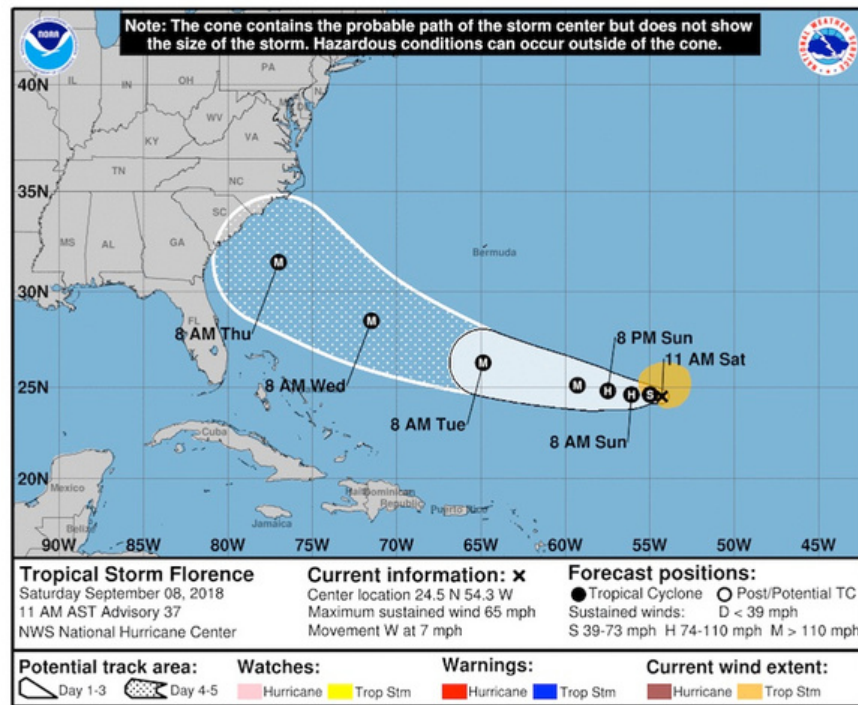 Note: The cone contains the probable path of the storm center but does not show
the size of the storm. Hazardous conditions can occur outside of the cone.
NOAA
NATIONAL WEATHER SERVICE
40N
35N
30N
25N
20N
IL
IN
OH
PA
NJ
WV
KY
VA
TN
NC
SC
MS
AL
GA
FL
Bermuda
8 AM Thu
M
8 AM Wed
M
8 AM Tue
M
M
8 PM Sun
H
11 AM Sat
8 AM Sun
H
S
Cuba
Mexico
Belize
Jamaica
Dominican
Republic
Puerto Rico
90W 85W 80W 75W 70W 65W 60W 55W 50W 45W
Tropical Storm Florence
Saturday September 08, 2018
11 AM AST Advisory 37
NWS National Hurricane Center
Current information: x
Center location 24.5 N 54.3 W
Maximum sustained wind 65 mph
Movement W at 7 mph
Forecast positions:
Tropical Cyclone Post/Potential TC
Sustained winds: D < 39 mph
S 39-73 mph H 74-110 mph M > 110 mph
Potential track area:
Day 1-3 Day 4-5
Watches:
Hurricane Trop Stm
Warnings:
Hurricane Trop Stm
Current wind extent:
Hurricane Trop Stm